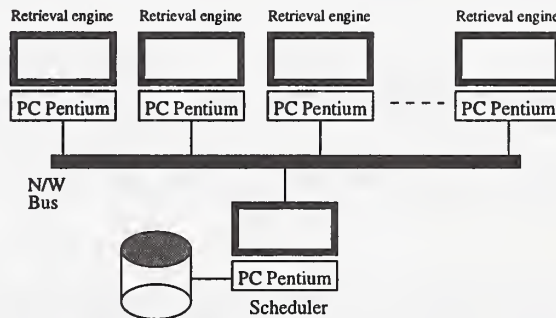 Retrieval engine Retrieval engine Retrieval engine Retrieval engine
PC Pentium PC Pentium PC Pentium PC Pentium
N/W
Bus
PC Pentium
Scheduler